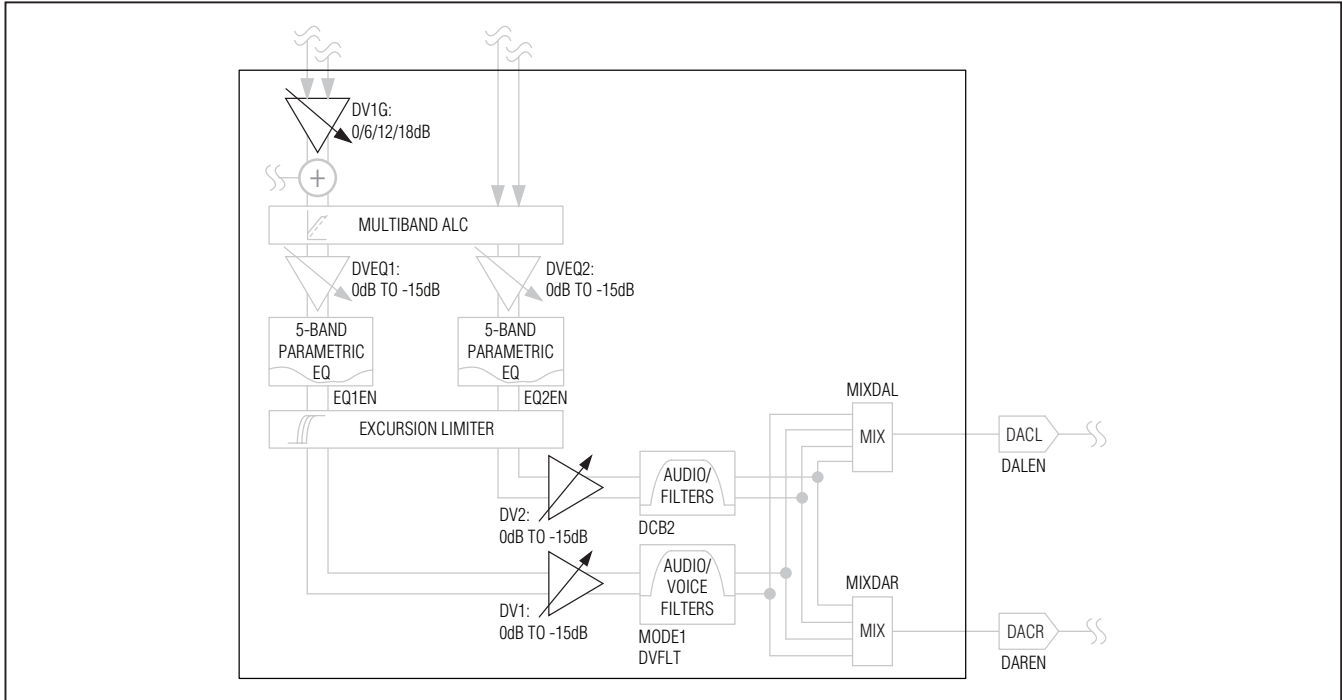 DV1G:
0/6/12/18dB
+
MULTIBAND ALC
DVEQ1:
0dB TO -15dB
DVEQ2:
0dB TO -15dB
5-BAND
PARAMETRIC
EQ
EQ1EN
5-BAND
PARAMETRIC
EQ
EQ2EN
EXCURSION LIMITER
DV2:
0dB TO -15dB
AUDIO/
FILTERS
DCB2
DV1:
0dB TO -15dB
AUDIO/
VOICE
FILTERS
MODE1
DVFLT
MIXDAL
MIX
DACL
DALEN
MIXDAR
MIX
DACR
DAREN